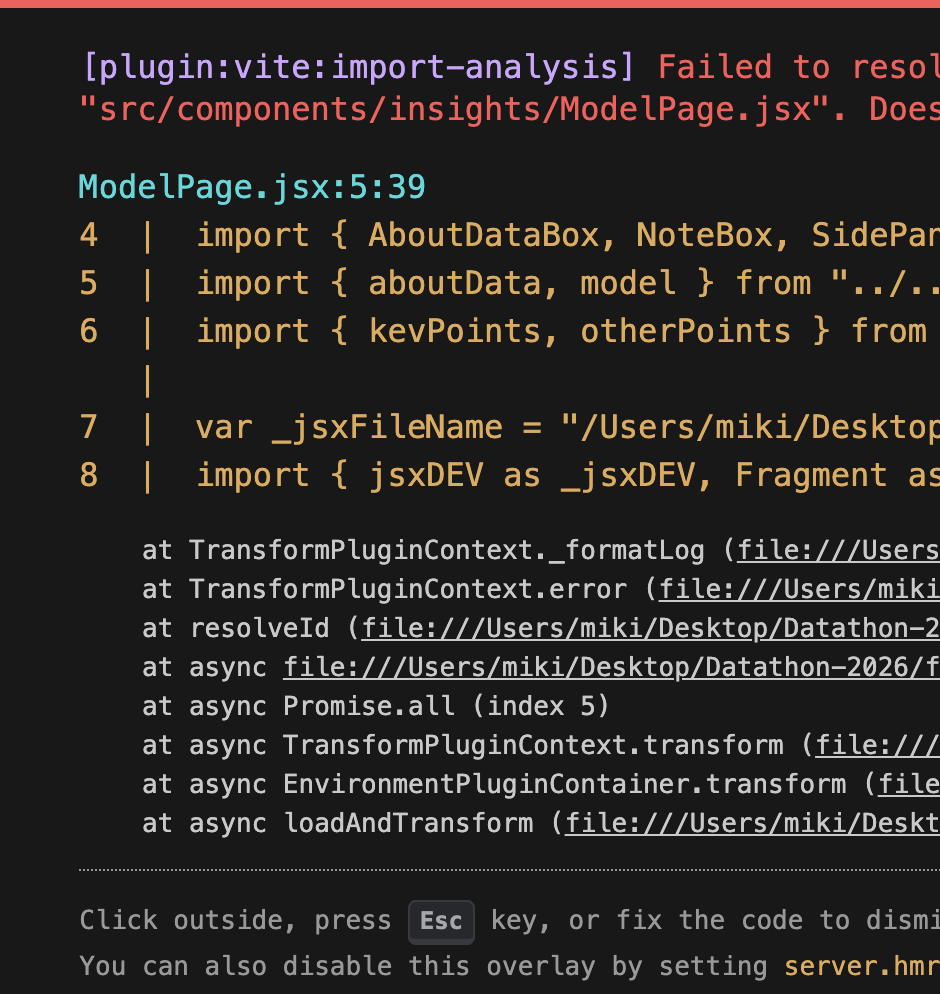 [plugin:vite:import-analysis] Failed to resol
"src/components/insights/ModelPage.jsx". Does
ModelPage.jsx:5:39
4  |  import { AboutDataBox, NoteBox, SidePan
5  |  import { aboutData, model } from "../..
6  |  import { kevPoints, otherPoints } from
   |
7  |  var _jsxFileName = "/Users/miki/Desktop
8  |  import { jsxDEV as _jsxDEV, Fragment as
at TransformPluginContext._formatLog (file:///Users
at TransformPluginContext.error (file:///Users/miki
at resolveId (file:///Users/miki/Desktop/Datathon-2
at async file:///Users/miki/Desktop/Datathon-2026/f
at async Promise.all (index 5)
at async TransformPluginContext.transform (file:///
at async EnvironmentPluginContainer.transform (file
at async loadAndTransform (file:///Users/miki/Deskt
Click outside, press Esc key, or fix the code to dismi
You can also disable this overlay by setting server.hmr